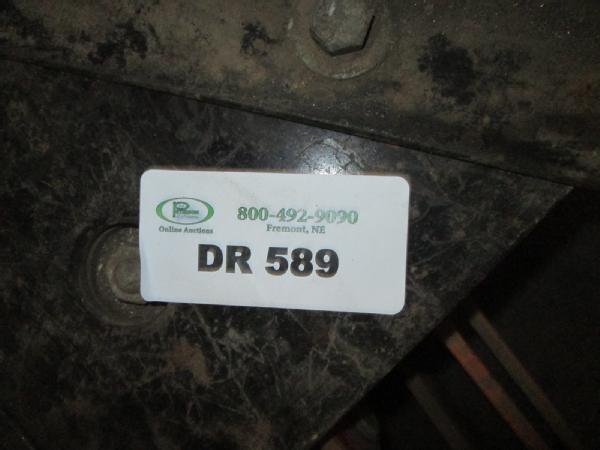 800-492-9090
Fremont, NE
Online Auctions
DR 589